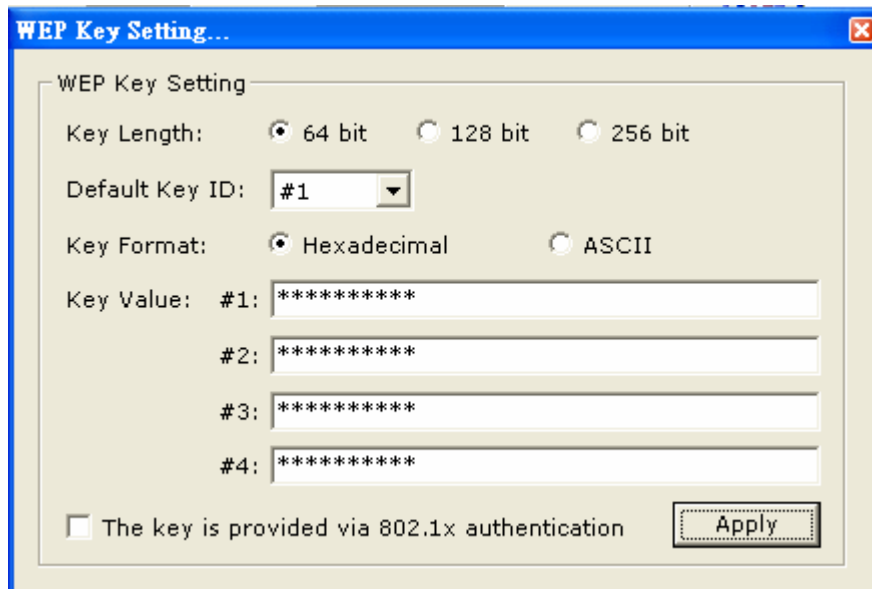 WEP Key Setting...
WEP Key Setting
Key Length: 64 bit 128 bit 256 bit
Default Key ID: #1
Key Format: Hexadecimal ASCII
Key Value: #1: **********
#2: **********
#3: **********
#4: **********
The key is provided via 802.1x authentication Apply